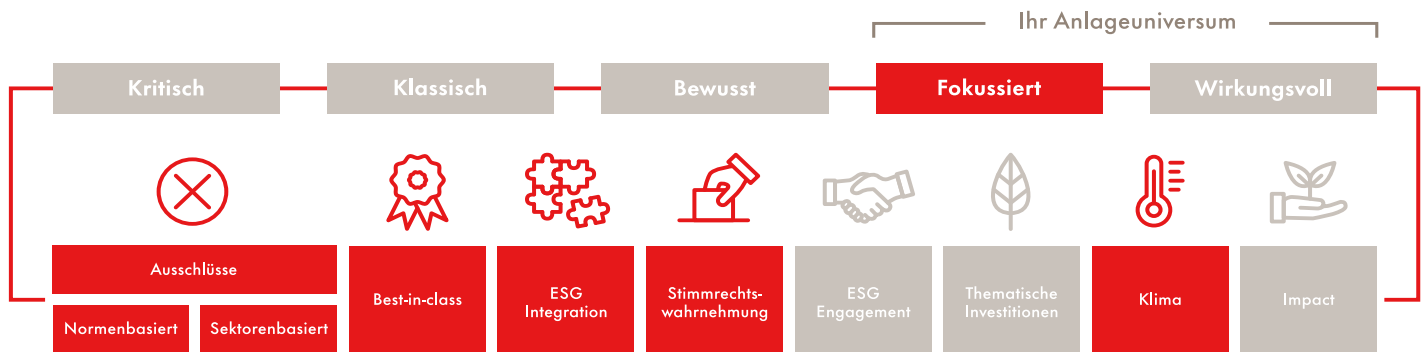 Ihr Anlageuniversum
Kritisch
Klassisch
Bewusst
Fokussiert
Wirkungsvoll
Ausschlüsse
Normenbasiert
Sektorenbasiert
Best-in-class
ESG
Integration
Stimmrechts-
wahrnehmung
ESG
Engagement
Thematische
Investitionen
Klima
Impact